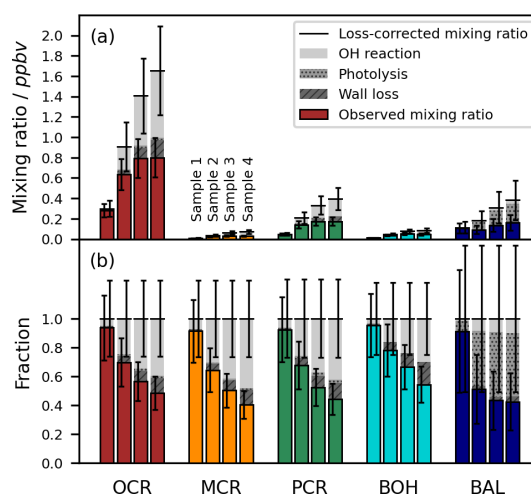 (a)
Mixing ratio / ppbv
2.0
1.8
1.6
1.4
1.2
1.0
0.8
0.6
0.4
0.2
0.0
Loss-corrected mixing ratio
OH reaction
Photolysis
Wall loss
Observed mixing ratio
Sample 1
Sample 2
Sample 3
Sample 4
(b)
Fraction
1.0
0.8
0.6
0.4
0.2
0.0
OCR
MCR
PCR
BOH
BAL